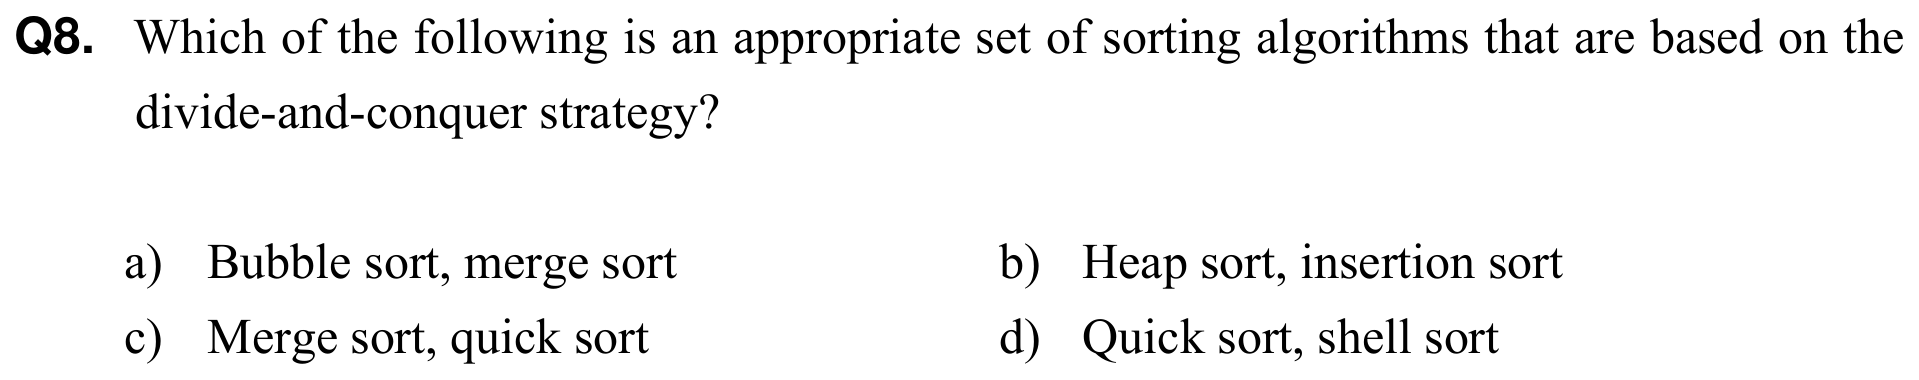 Q8. Which of the following is an appropriate set of sorting algorithms that are based on the
divide-and-conquer strategy?
a) Bubble sort, merge sort b) Heap sort, insertion sort
c) Merge sort, quick sort d) Quick sort, shell sort